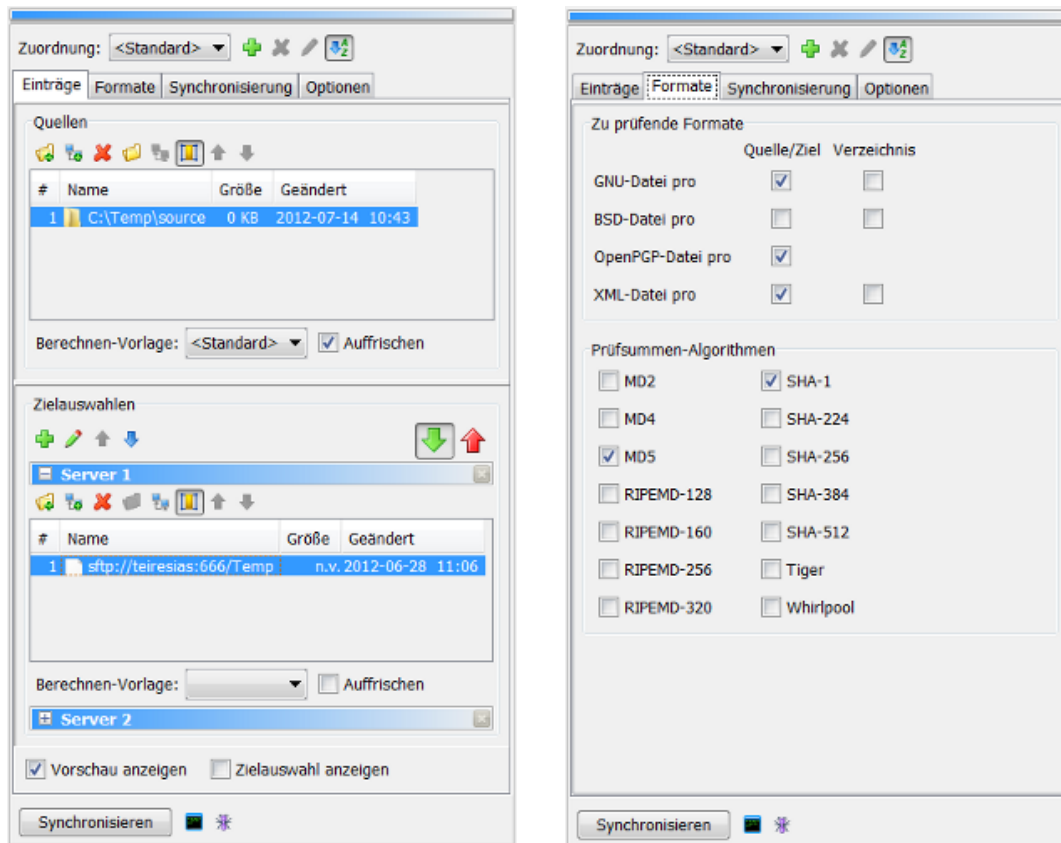 Zuordnung: <Standard>
Einträge Formate Synchronisierung Optionen
Quellen
# Name Größe Geändert
1 C:\Temp\source 0 KB 2012-07-14 10:43
Berechnen-Vorlage: <Standard> Auffrischen
Zielauswahlen
Server 1
# Name Größe Geändert
1 sftp://teiresias:666/Temp n.v. 2012-06-28 11:06
Berechnen-Vorlage: Auffrischen
Server 2
Vorschau anzeigen Zielauswahl anzeigen
Synchronisieren
Zuordnung: <Standard>
Einträge Formate Synchronisierung Optionen
Zu prüfende Formate
Quelle/Ziel Verzeichnis
GNU-Datei pro
BSD-Datei pro
OpenPGP-Datei pro
XML-Datei pro
Prüfsummen-Algorithmen
MD2 SHA-1
MD4 SHA-224
MD5 SHA-256
RIPEMD-128 SHA-384
RIPEMD-160 SHA-512
RIPEMD-256 Tiger
RIPEMD-320 Whirlpool
Synchronisieren